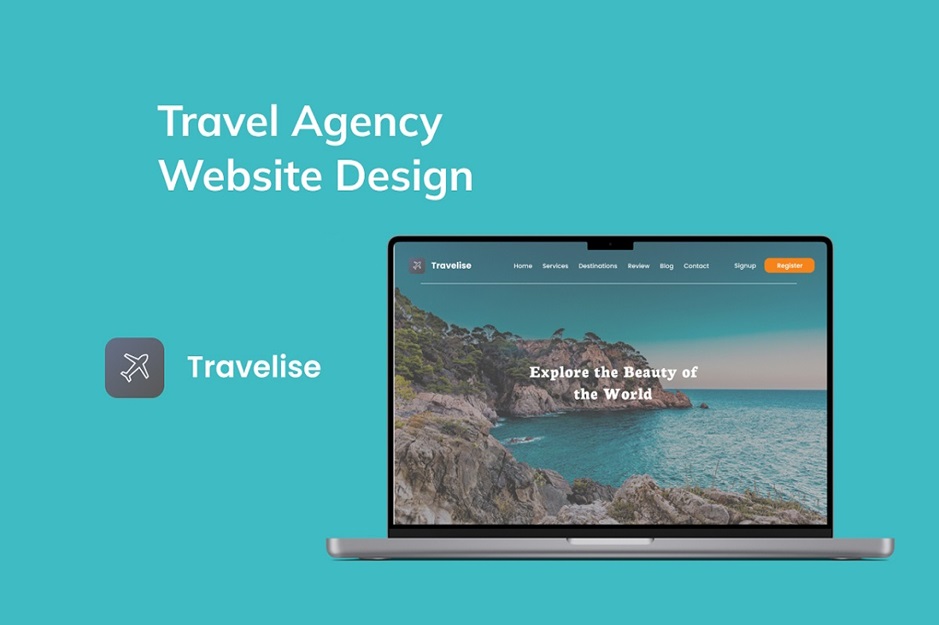 Travel Agency
Website Design
Travelise
Travelise
Home Services Destinations Review Blog Contact Signup Register
Explore the Beauty of
the World